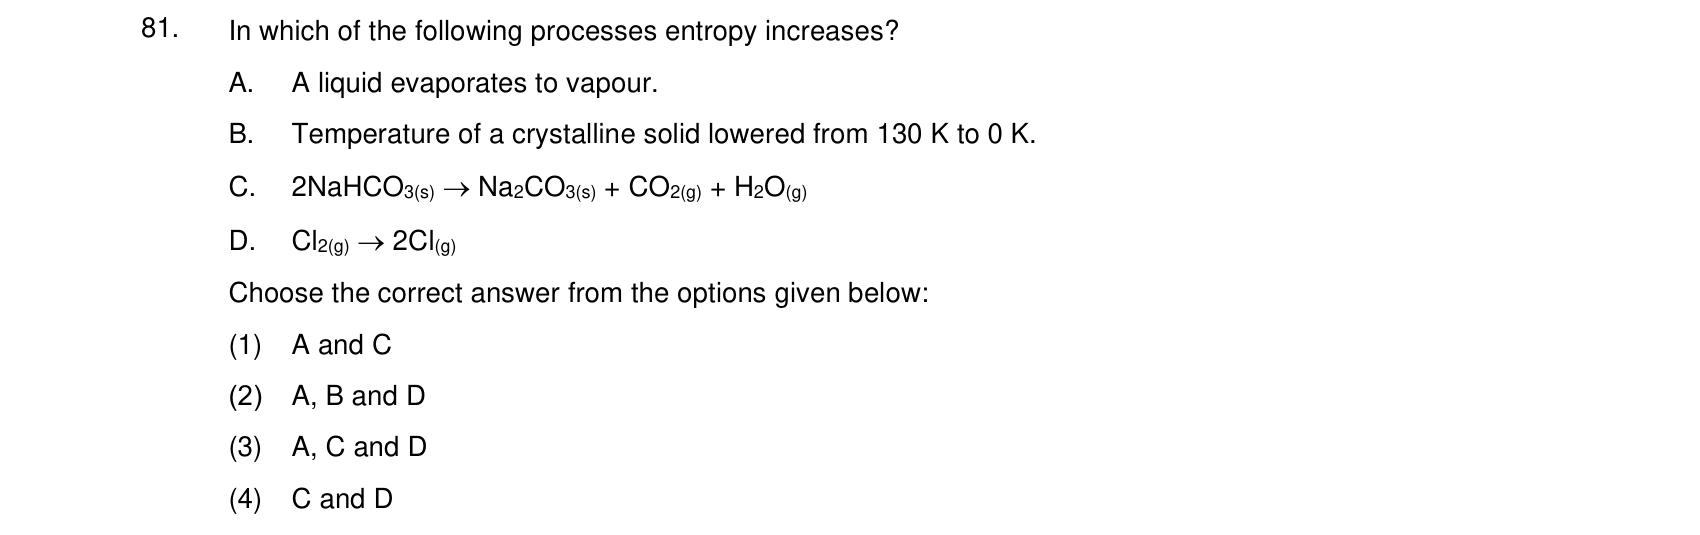 81. In which of the following processes entropy increases?
A. A liquid evaporates to vapour.
B. Temperature of a crystalline solid lowered from 130 K to 0 K.
C. 2NaHCO₃₍ₛ₎ → Na₂CO₃₍ₛ₎ + CO₂(g) + H₂O(g)
D. Cl₂(g) → 2Cl(g)
Choose the correct answer from the options given below:
(1) A and C
(2) A, B and D
(3) A, C and D
(4) C and D